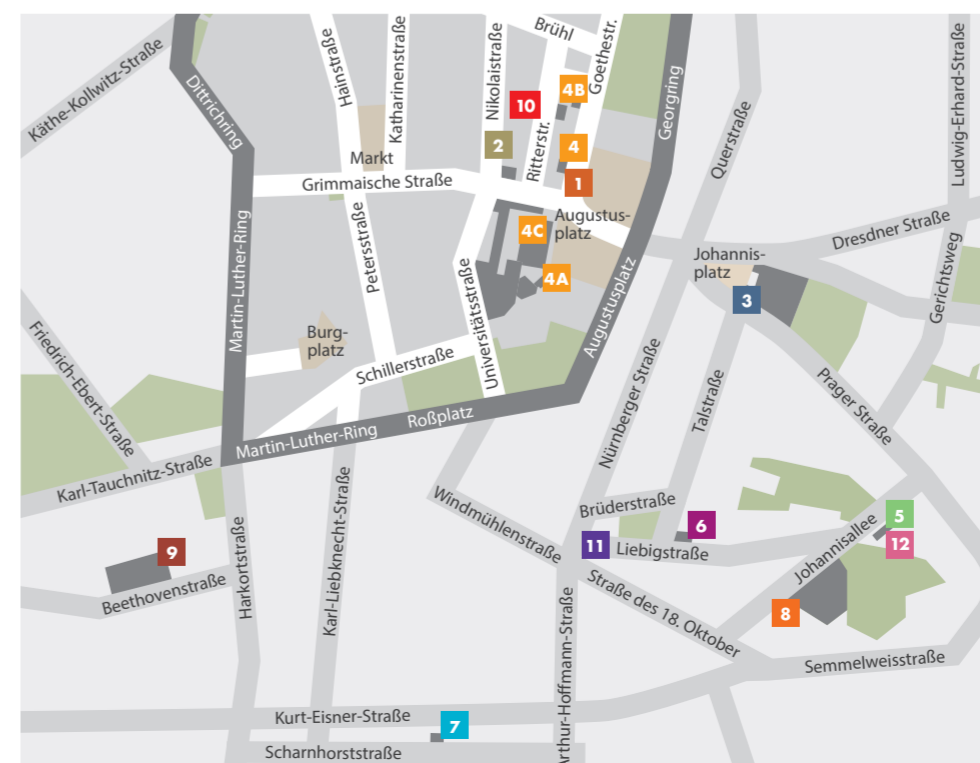 Käthe-Kollwitz-Straße
Dittrichring
Hainstraße
Katharinenstraße
Nikolaistraße
Brühl
Goethestr.
Georgring
Querstraße
Ludwig-Erhard-Straße
4B
10
Ritterstr.
2
4
1
Markt
Grimmaische Straße
Martin-Luther-Ring
Petersstraße
Universitätsstraße
4C
Augustus-
platz
4A
Augustusplatz
Johannis-
platz
3
Dresdner Straße
Gerichtsweg
Burg-
platz
Schillerstraße
Friedrich-Ebert-Straße
Nürnberger Straße
Talstraße
Prager Straße
Martin-Luther-Ring
Roßplatz
Karl-Tauchnitz-Straße
Windmühlenstraße
Brüderstraße
6
5
12
11
Liebigstraße
Johannisallee
9
Beethovenstraße
Harkortstraße
Karl-Liebknecht-Straße
Straße des 18. Oktober
8
Semmelweisstraße
Arthur-Hoffmann-Straße
Kurt-Eisner-Straße
7
Scharnhorststraße